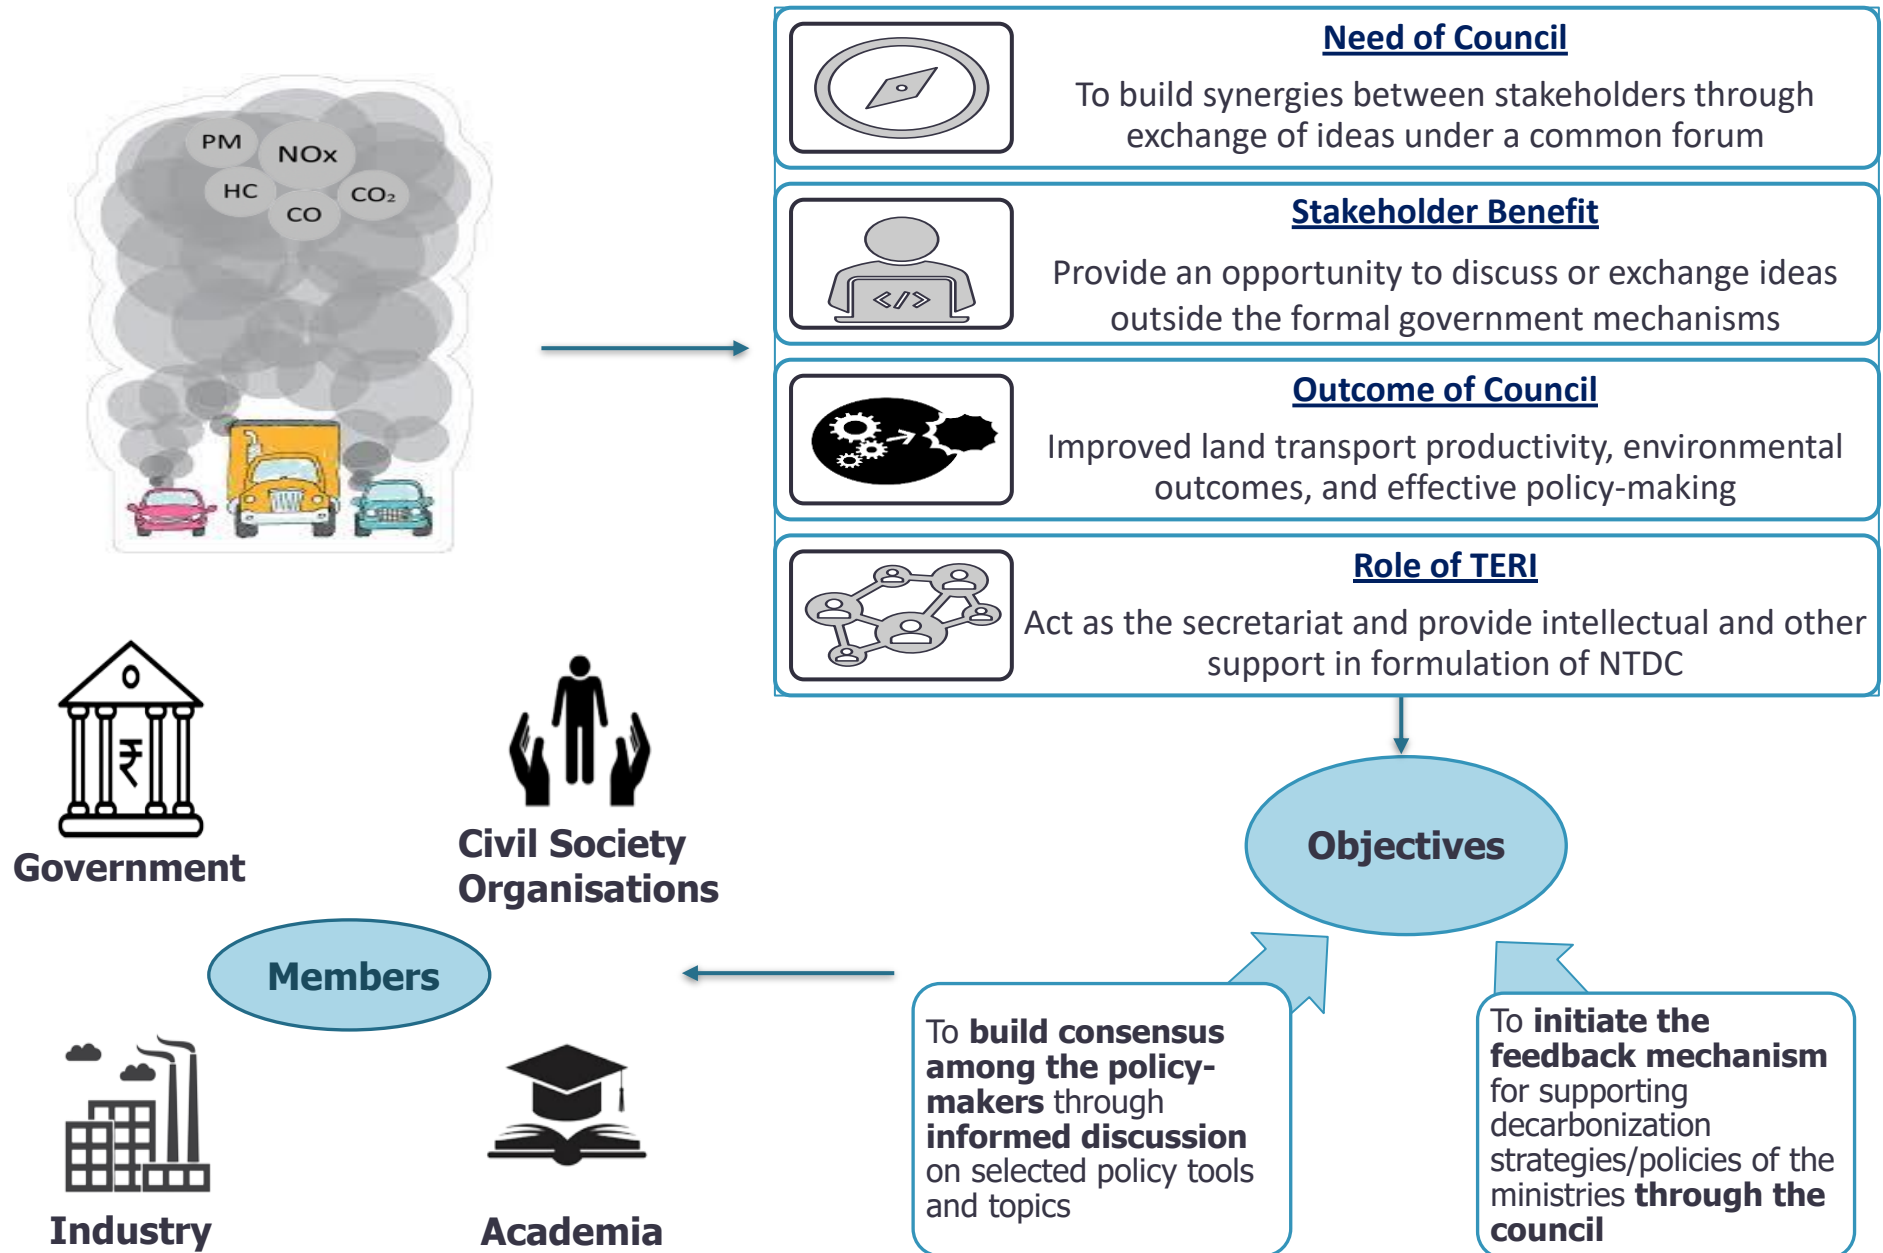 PM
NOx
HC
CO₂
CO
Need of Council
To build synergies between stakeholders through
exchange of ideas under a common forum
Stakeholder Benefit
</>
Provide an opportunity to discuss or exchange ideas
outside the formal government mechanisms
Outcome of Council
Improved land transport productivity, environmental
outcomes, and effective policy-making
Role of TERI
Act as the secretariat and provide intellectual and other
support in formulation of NTDC
₹
Government
Civil Society
Organisations
Members
Industry
Academia
Objectives
To build consensus
among the policy-
makers through
informed discussion
on selected policy tools
and topics
To initiate the
feedback mechanism
for supporting
decarbonization
strategies/policies of the
ministries through the
council